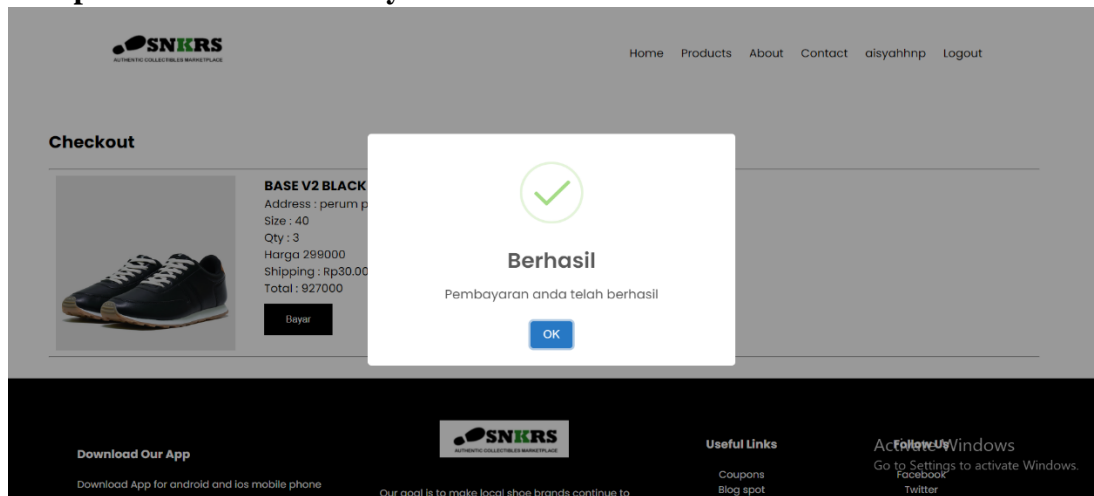 SNKRS
AUTHENTIC COLLECTIBLES MARKETPLACE
Home Products About Contact aisyahhnp Logout
Checkout
BASE V2 BLACK
Address : perum p
Size : 40
Qty : 3
Harga 299000
Shipping : Rp30.00
Total : 927000
Bayar
Berhasil
Pembayaran anda telah berhasil
OK
Download Our App
Download App for android and ios mobile phone
SNKRS
AUTHENTIC COLLECTIBLES MARKETPLACE
Our goal is to make local shoe brands continue to
Useful Links
Coupons
Blog spot
Follow Us
Facebook
Twitter
Activate Windows
Go to Settings to activate Windows.